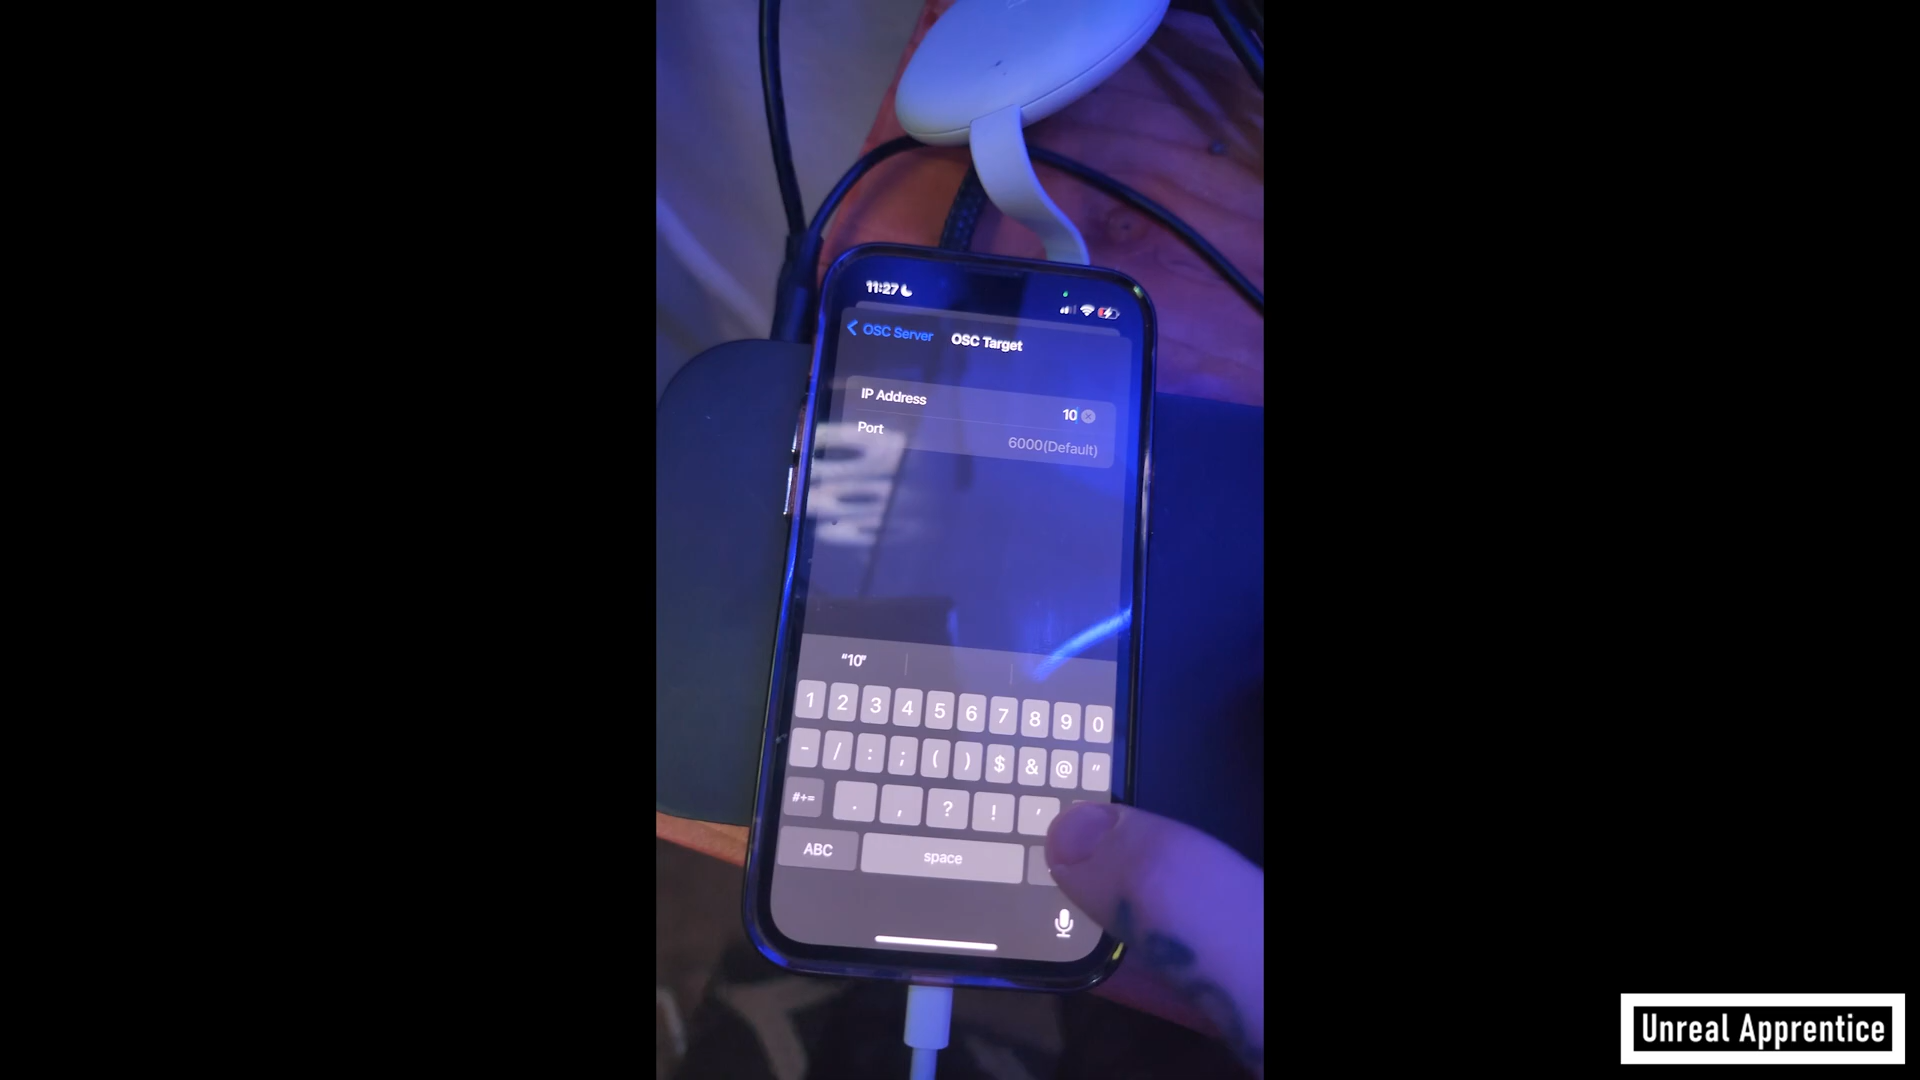 11:27
OSC Server
OSC Target
IP Address
10
Port
6000(Default)
"10"
1 2 3 4 5 6 7 8 9 0
- / : ; ( ) $ & @ "
#+= . , ? ! '
ABC space
Unreal Apprentice